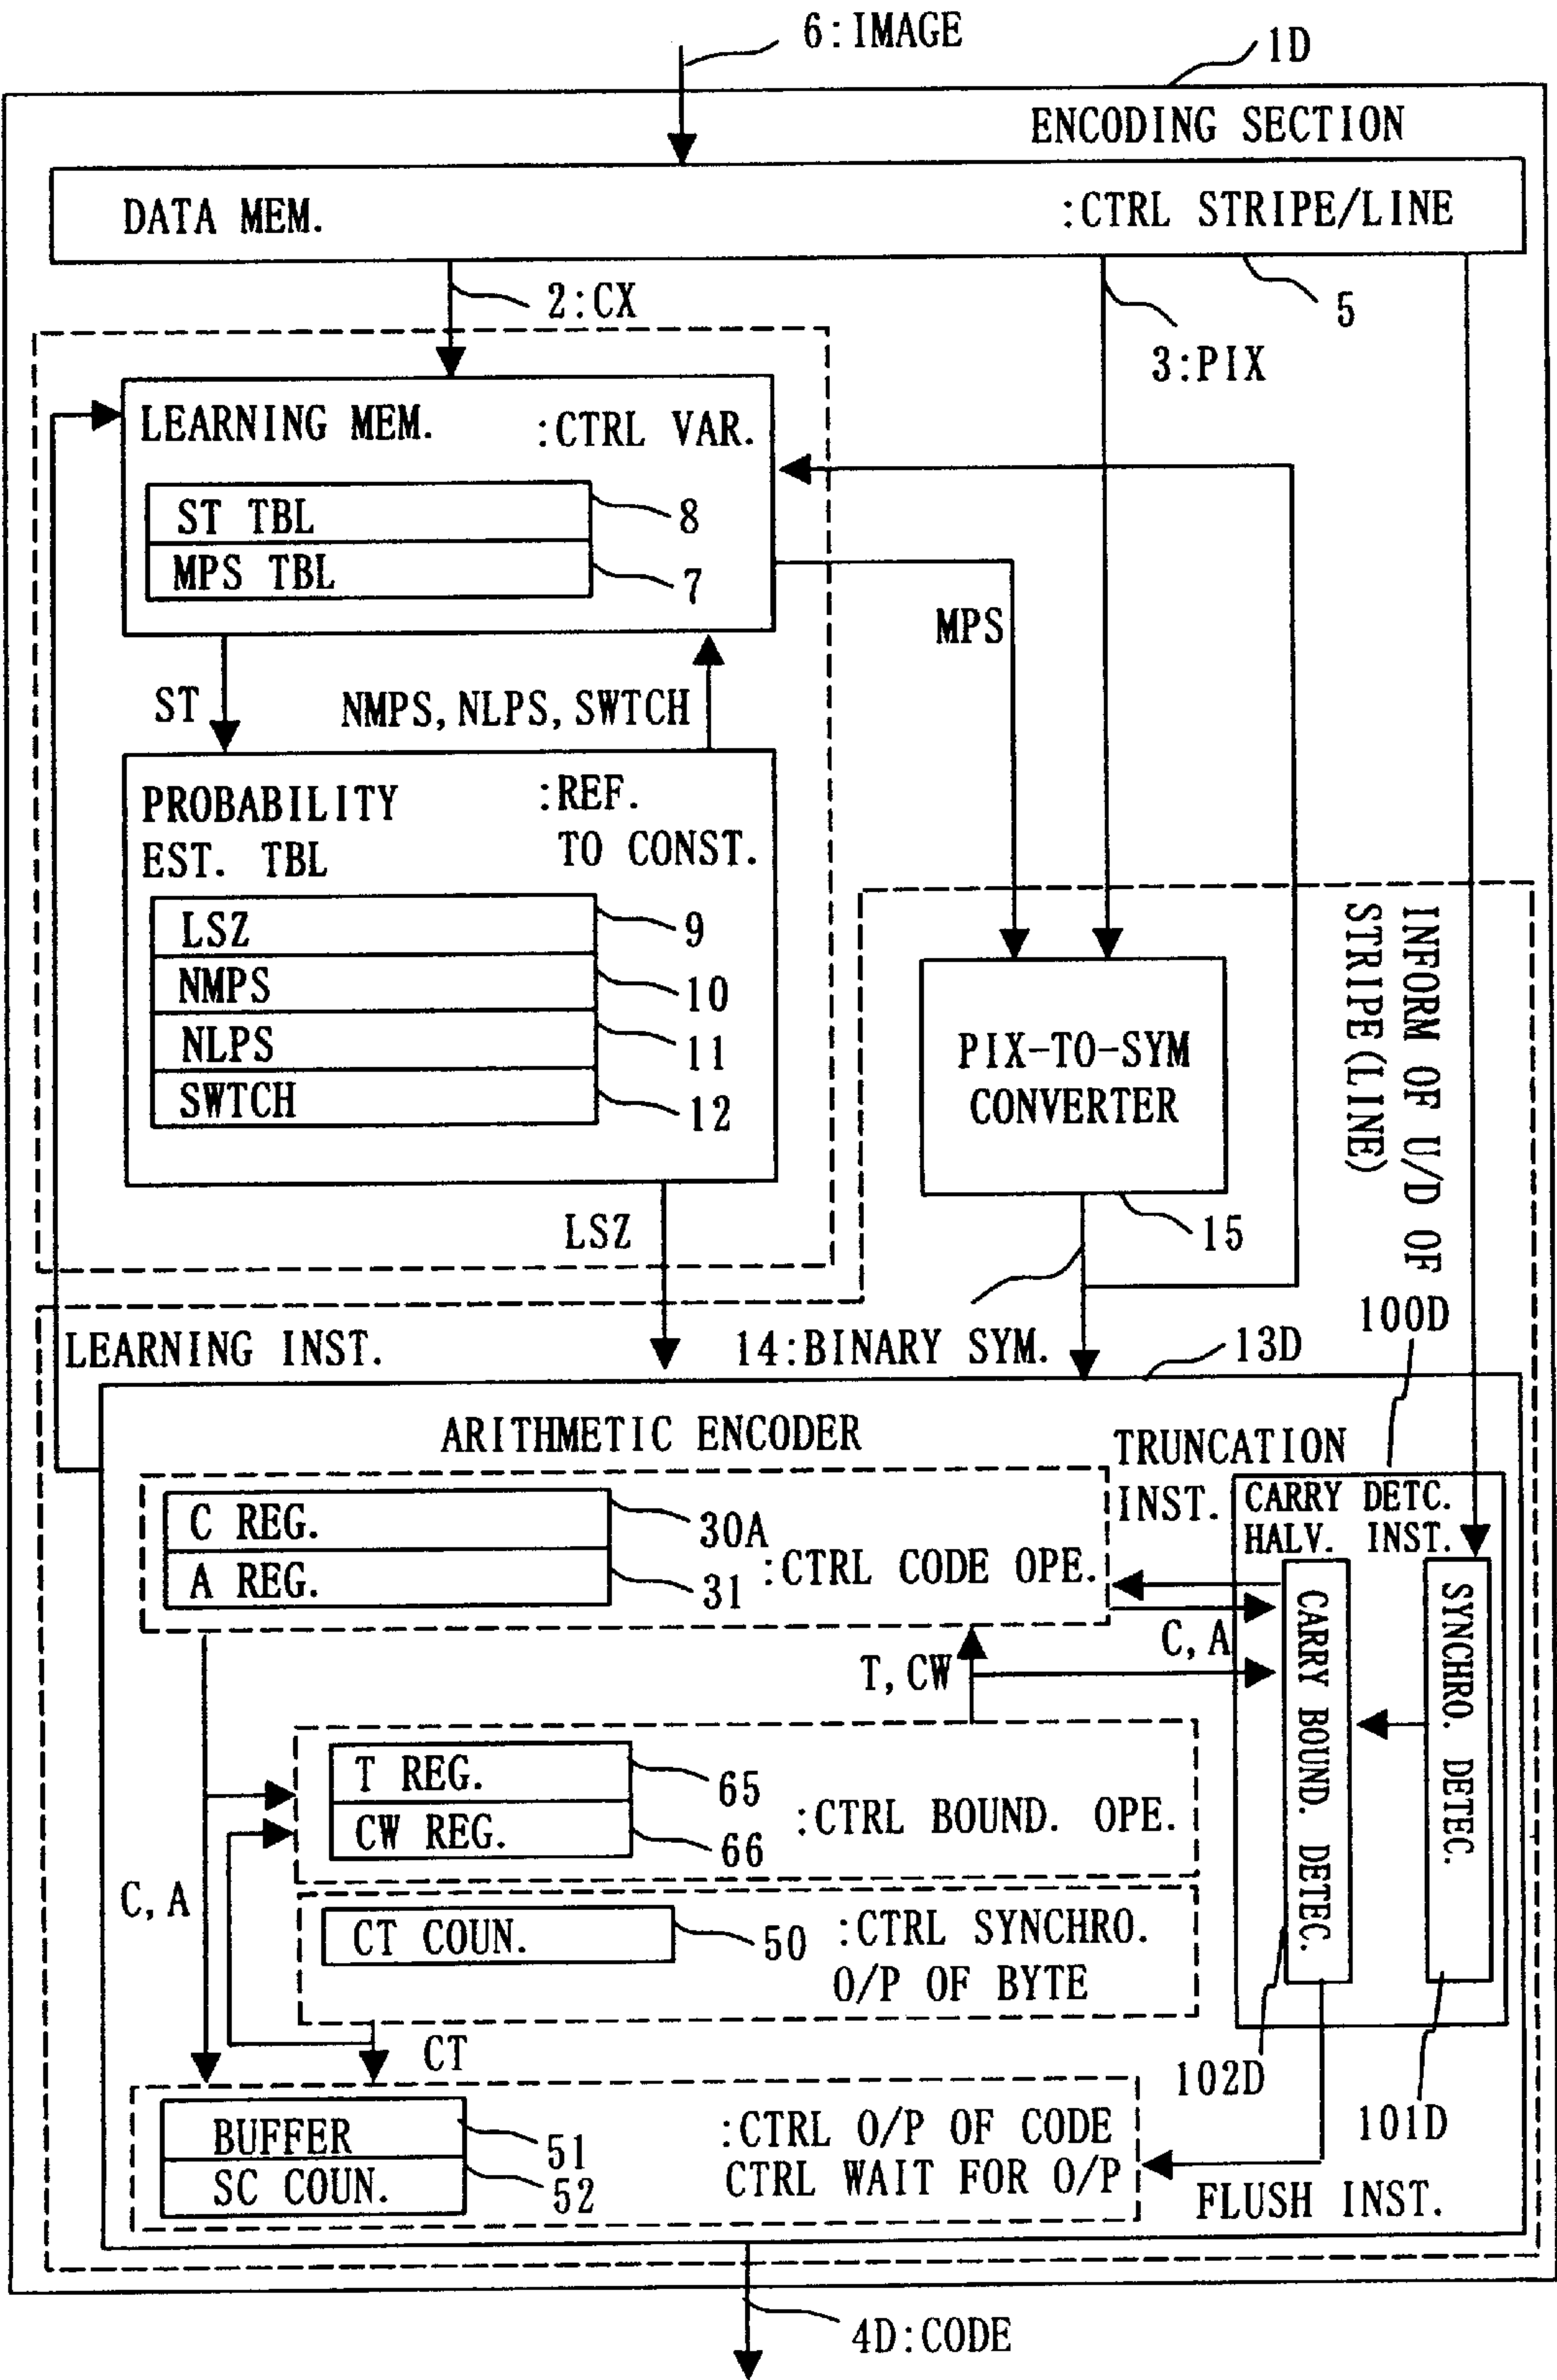 6:IMAGE
1D
ENCODING SECTION
DATA MEM.
:CTRL STRIPE/LINE
2:CX
5
3:PIX
LEARNING MEM.
:CTRL VAR.
ST TBL
8
MPS TBL
7
MPS
ST
NMPS, NLPS, SWTCH
PROBABILITY
EST. TBL
:REF.
TO CONST.
LSZ
9
NMPS
10
NLPS
11
SWTCH
12
PIX-TO-SYM
CONVERTER
15
INFORM OF U/D OF
STRIPE(LINE)
LSZ
LEARNING INST.
14:BINARY SYM.
13D
100D
ARITHMETIC ENCODER
TRUNCATION
INST.
CARRY DETC.
HALV. INST.
C REG.
30A
A REG.
31
:CTRL CODE OPE.
C, A
T, CW
CARRY BOUND. DETEC.
SYNCHRO. DETEC.
T REG.
65
CW REG.
66
:CTRL BOUND. OPE.
C, A
CT COUN.
50
:CTRL SYNCHRO.
O/P OF BYTE
CT
102D
101D
BUFFER
51
SC COUN.
52
:CTRL O/P OF CODE
CTRL WAIT FOR O/P
FLUSH INST.
4D:CODE